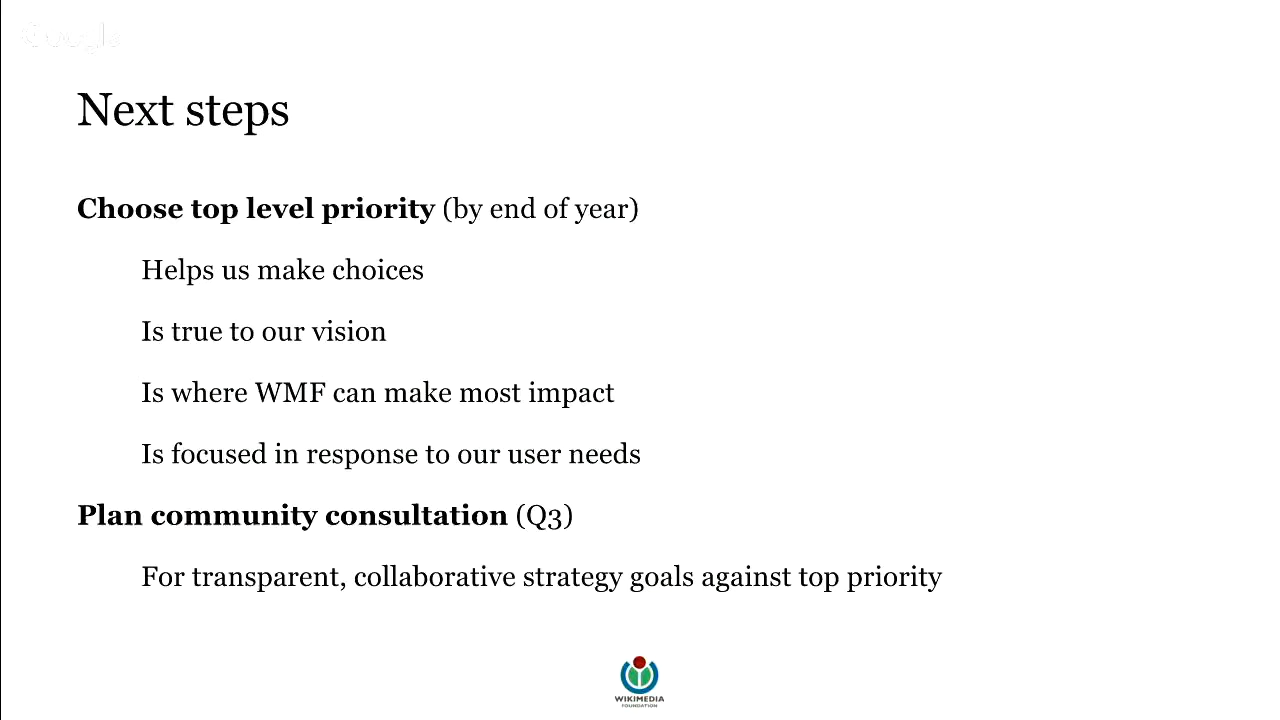 Google
Next steps
Choose top level priority (by end of year)
Helps us make choices
Is true to our vision
Is where WMF can make most impact
Is focused in response to our user needs
Plan community consultation (Q3)
For transparent, collaborative strategy goals against top priority
WIKIMEDIA
FOUNDATION